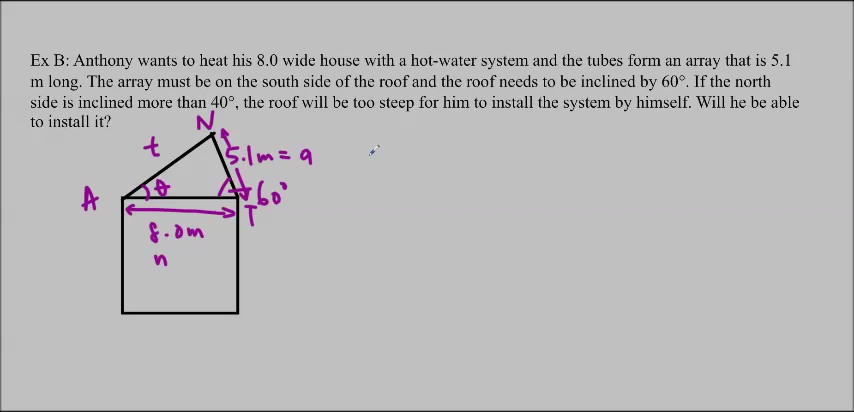 Ex B: Anthony wants to heat his 8.0 wide house with a hot-water system and the tubes form an array that is 5.1
m long. The array must be on the south side of the roof and the roof needs to be inclined by 60°. If the north
side is inclined more than 40°, the roof will be too steep for him to install the system by himself. Will he be able
to install it?
N
t
5.1m = a
A
θ
60°
T
8.0m
n